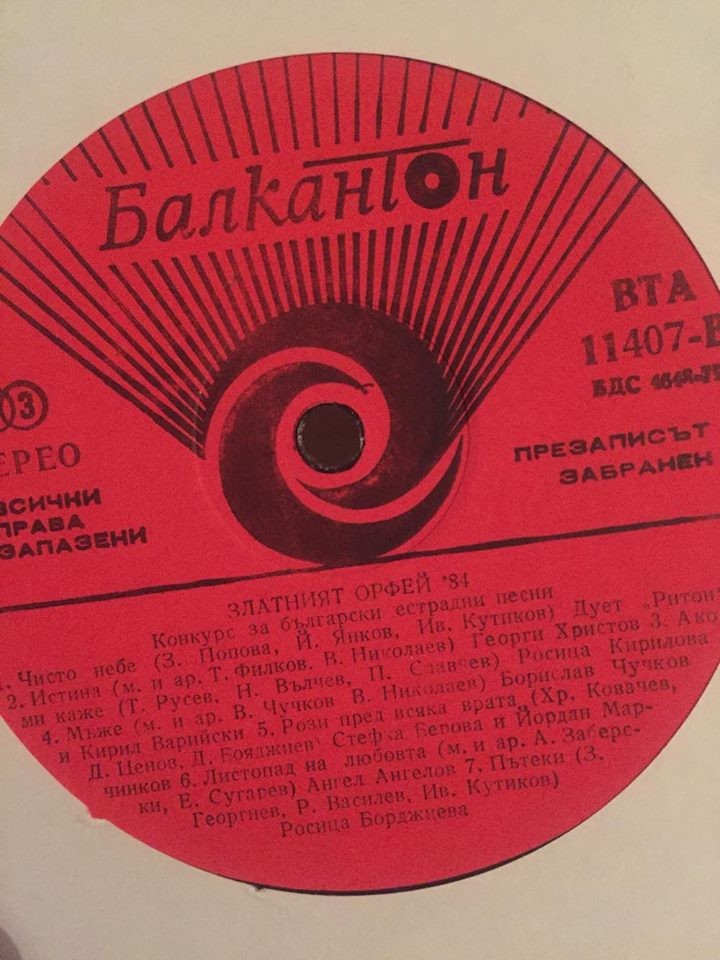 Балкантон
ВТА
11407-
БДС
3
ЕРЕО
ПРЕЗАПИСЪТ
ЗАБРАНЕН
ВСИЧКИ
ПРАВА
ЗАПАЗЕНИ
ЗЛАТНИЯТ ОРФЕЙ '84
Конкурс за български естрадни песни
1. Чисто небе (З. Попова, Й. Янков, Ив. Кутиков) Дует „Ритон"
2. Истина (м. и ар. Т. Филков, В. Николаев) Георги Христов 3. Ако
ми каже (Т. Русев, Н. Вълчев, П. Славчев) Росица Кирилова
4. Мъже (м. и ар. В. Чучков В. Николаев) Борислав Чучков
и Кирил Варийски 5. Рози пред всяка врата (Хр. Ковачев,
Д. Ценов, Д. Бояджиев) Стефка Берова и Йордан Мар-
чинков 6. Листопад на любовта (м. и ар. А. Заберс-
ки, Е. Сугарев) Ангел Ангелов 7. Пътеки (З.
Георгиев, Р. Василев, Ив. Кутиков)
Росица Борджиева